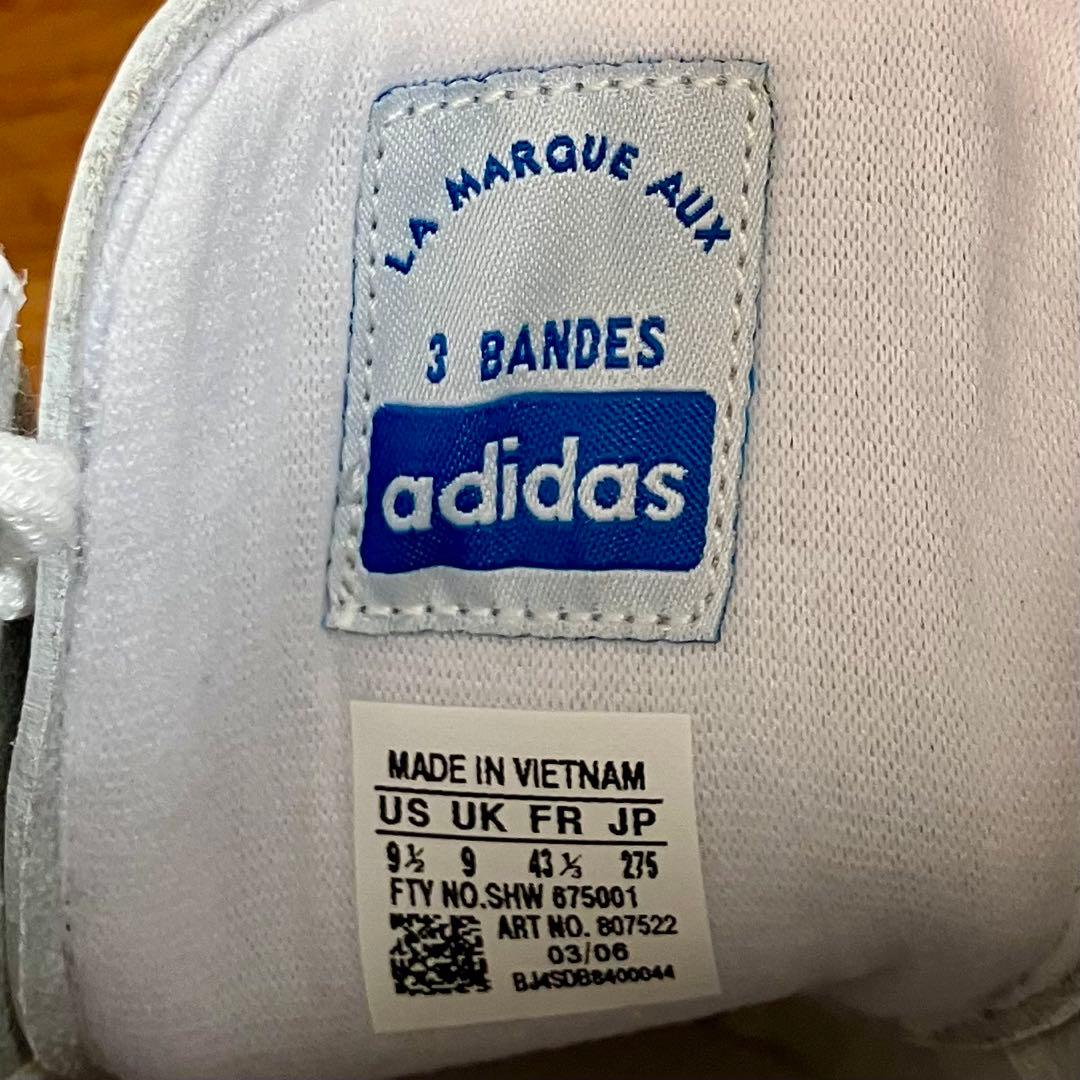 LA MARQUE AUX
3 BANDES
adidas
MADE IN VIETNAM
US UK FR JP
9½ 9 43⅓ 275
FTY NO.SHW 675001
ART NO. 807522
03/06
BJ4SDB8400044